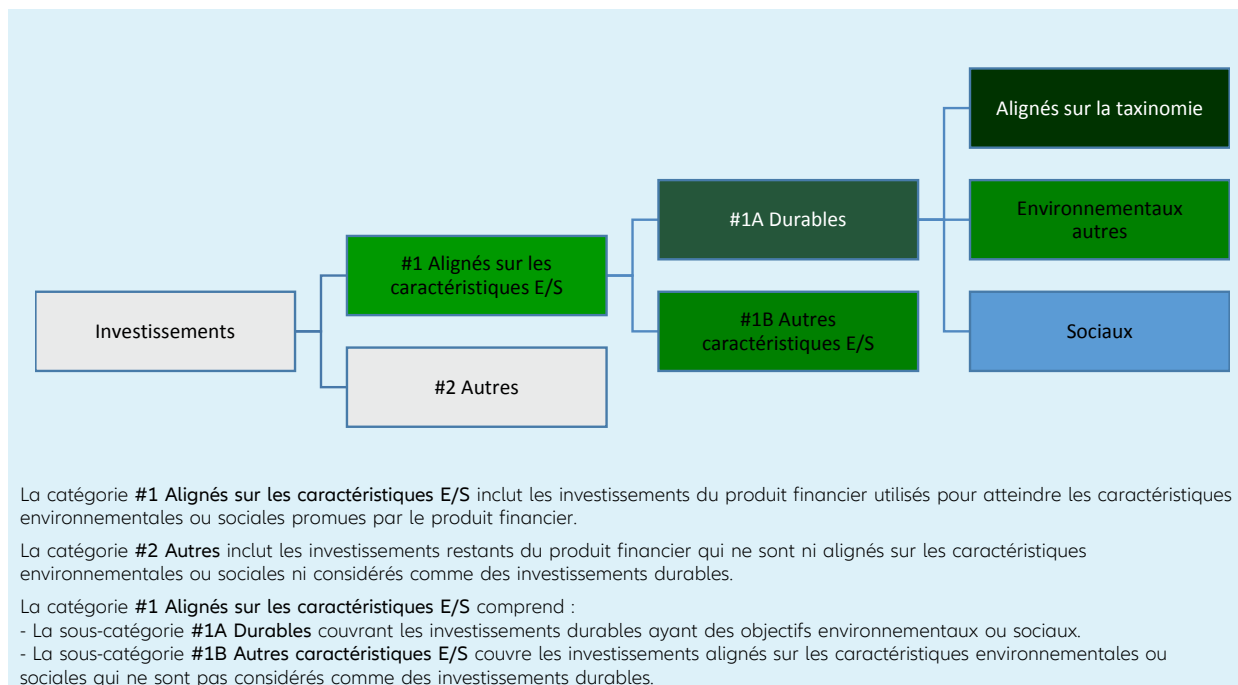 Alignés sur la taxinomie
#1A Durables
Environnementaux
autres
#1 Alignés sur les
caractéristiques E/S
Investissements
#1B Autres
caractéristiques E/S
Sociaux
#2 Autres
La catégorie #1 Alignés sur les caractéristiques E/S inclut les investissements du produit financier utilisés pour atteindre les caractéristiques
environnementales ou sociales promues par le produit financier.
La catégorie #2 Autres inclut les investissements restants du produit financier qui ne sont ni alignés sur les caractéristiques
environnementales ou sociales ni considérés comme des investissements durables.
La catégorie #1 Alignés sur les caractéristiques E/S comprend :
- La sous-catégorie #1A Durables couvrant les investissements durables ayant des objectifs environnementaux ou sociaux.
- La sous-catégorie #1B Autres caractéristiques E/S couvre les investissements alignés sur les caractéristiques environnementales ou
sociales qui ne sont pas considérés comme des investissements durables.